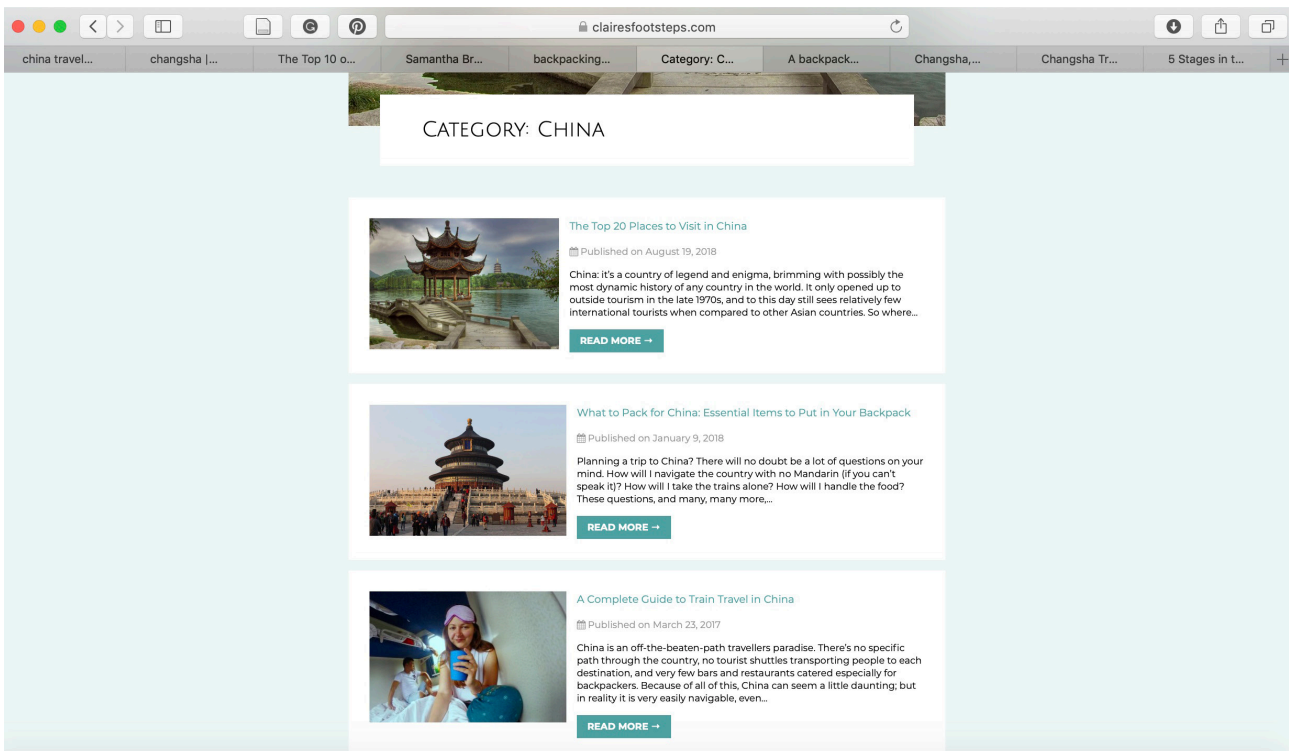 clairesfootsteps.com
china travel... changsha |... The Top 10 o... Samantha Br... backpacking... Category: C... A backpack... Changsha,... Changsha Tr... 5 Stages in t...
CATEGORY: CHINA
The Top 20 Places to Visit in China
Published on August 19, 2018
China: it's a country of legend and enigma, brimming with possibly the
most dynamic history of any country in the world. It only opened up to
outside tourism in the late 1970s, and to this day still sees relatively few
international tourists when compared to other Asian countries. So where...
READ MORE →
What to Pack for China: Essential Items to Put in Your Backpack
Published on January 9, 2018
Planning a trip to China? There will no doubt be a lot of questions on your
mind. How will I navigate the country with no Mandarin (if you can't
speak it)? How will I take the trains alone? How will I handle the food?
These questions, and many, many more,...
READ MORE →
A Complete Guide to Train Travel in China
Published on March 23, 2017
China is an off-the-beaten-path travellers paradise. There's no specific
path through the country, no tourist shuttles transporting people to each
destination, and very few bars and restaurants catered especially for
backpackers. Because of all of this, China can seem a little daunting; but
in reality it is very easily navigable, even...
READ MORE →